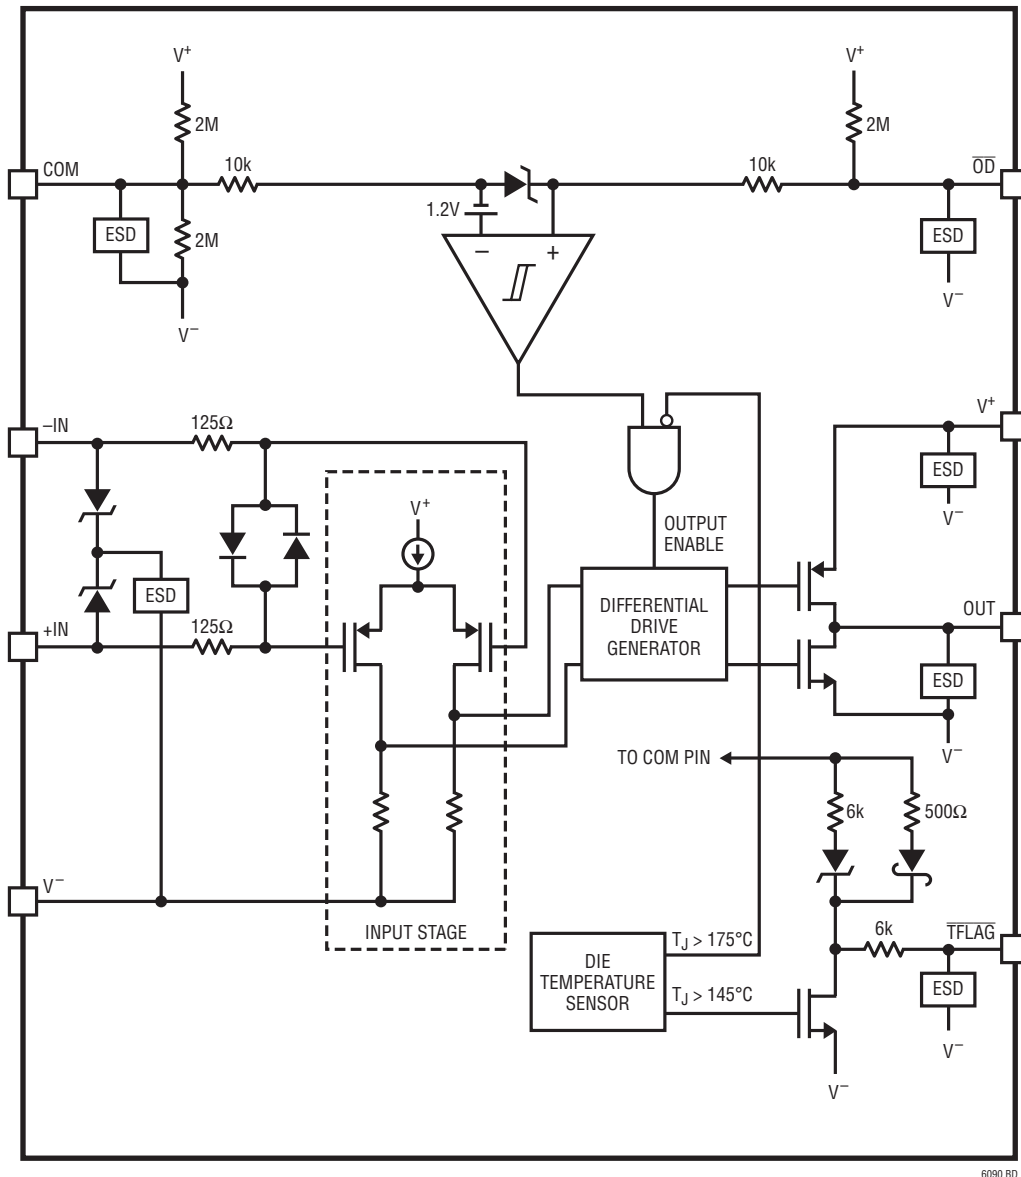 V+
V+
2M
2M
COM
10k
10k
OD
1.2V
ESD
2M
ESD
–
+
V–
V–
–IN
125Ω
V+
ESD
V+
V–
OUTPUT
ENABLE
ESD
DIFFERENTIAL
DRIVE
GENERATOR
OUT
+IN
125Ω
ESD
V–
TO COM PIN
6k
500Ω
V–
INPUT STAGE
6k
TFLAG
TJ > 175°C
DIE
TEMPERATURE
SENSOR
TJ > 145°C
ESD
V–
V–
6090 BD